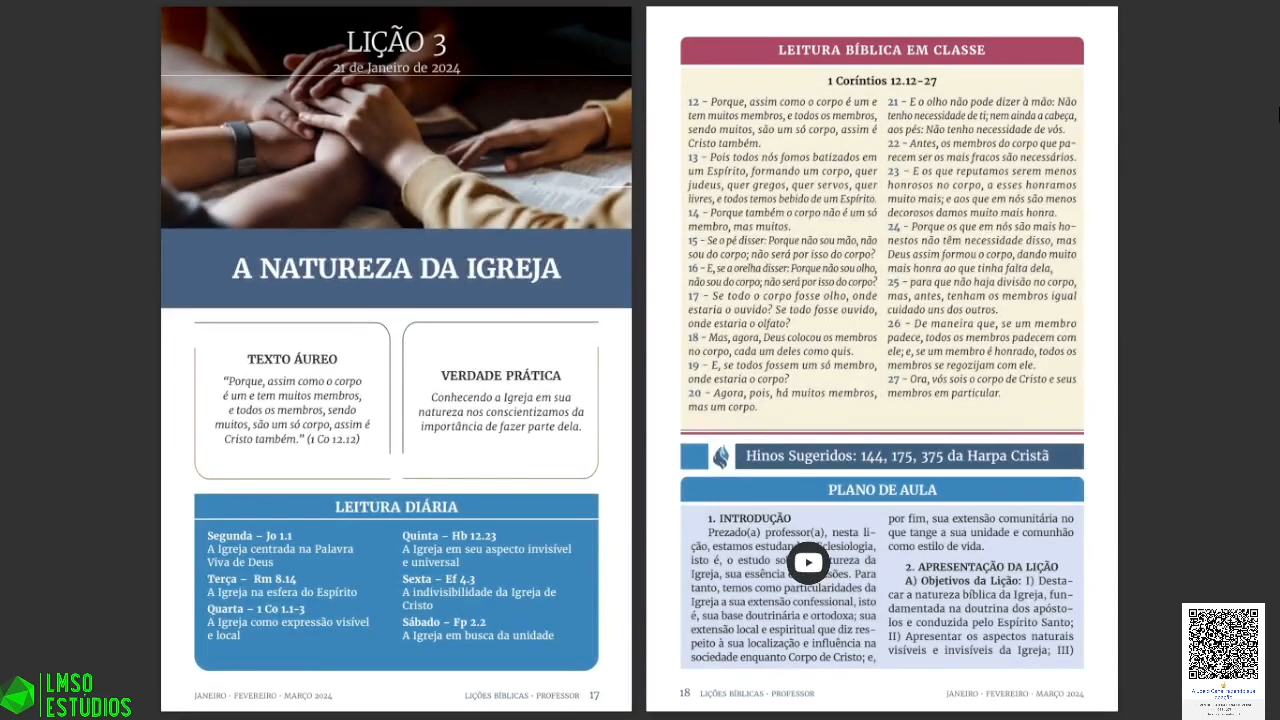 LIÇÃO 3
21 de Janeiro de 2024
A NATUREZA DA IGREJA
TEXTO ÁUREO
“Porque, assim como o corpo
é um e tem muitos membros,
e todos os membros, sendo
muitos, são um só corpo, assim é
Cristo também.” (1 Co 12.12)
VERDADE PRÁTICA
Conhecendo a Igreja em sua
natureza nos conscientizamos da
importância de fazer parte dela.
LEITURA DIÁRIA
Segunda – Jo 1.1
A Igreja centrada na Palavra
Viva de Deus
Terça – Rm 8.14
A Igreja na esfera do Espírito
Quarta – 1 Co 1.1-3
A Igreja como expressão visível
e local
Quinta – Hb 12.23
A Igreja em seu aspecto invisível
e universal
Sexta – Ef 4.3
A indivisibilidade da Igreja de
Cristo
Sábado – Fp 2.2
A Igreja em busca da unidade
JANEIRO · FEVEREIRO · MARÇO 2024
LIÇÕES BÍBLICAS · PROFESSOR 17
LEITURA BÍBLICA EM CLASSE
1 Coríntios 12.12-27
12 - Porque, assim como o corpo é um e
tem muitos membros, e todos os membros,
sendo muitos, são um só corpo, assim é
Cristo também.
13 - Pois todos nós fomos batizados em
um Espírito, formando um corpo, quer
judeus, quer gregos, quer servos, quer
livres, e todos temos bebido de um Espírito.
14 - Porque também o corpo não é um só
membro, mas muitos.
15 - Se o pé disser: Porque não sou mão, não
sou do corpo; não será por isso do corpo?
16 - E, se a orelha disser: Porque não sou olho,
não sou do corpo; não será por isso do corpo?
17 - Se todo o corpo fosse olho, onde
estaria o ouvido? Se todo fosse ouvido,
onde estaria o olfato?
18 - Mas, agora, Deus colocou os membros
no corpo, cada um deles como quis.
19 - E, se todos fossem um só membro,
onde estaria o corpo?
20 - Agora, pois, há muitos membros,
mas um corpo.
21 - E o olho não pode dizer à mão: Não
tenho necessidade de ti; nem ainda a cabeça,
aos pés: Não tenho necessidade de vós.
22 - Antes, os membros do corpo que pa-
recem ser os mais fracos são necessários.
23 - E os que reputamos serem menos
honrosos no corpo, a esses honramos
muito mais; e aos que em nós são menos
decorosos damos muito mais honra.
24 - Porque os que em nós são mais ho-
nestos não têm necessidade disso, mas
Deus assim formou o corpo, dando muito
mais honra ao que tinha falta dela,
25 - para que não haja divisão no corpo,
mas, antes, tenham os membros igual
cuidado uns dos outros.
26 - De maneira que, se um membro
padece, todos os membros padecem com
ele; e, se um membro é honrado, todos os
membros se regozijam com ele.
27 - Ora, vós sois o corpo de Cristo e seus
membros em particular.
Hinos Sugeridos: 144, 175, 375 da Harpa Cristã
PLANO DE AULA
1. INTRODUÇÃO
Prezado(a) professor(a), nesta li-
ção, estamos estudan
isto é, o estudo so
Igreja, sua essência
tanto, temos como particularidades da
Igreja a sua extensão confessional, isto
é, sua base doutrinária e ortodoxa; sua
extensão local e espiritual que diz res-
peito à sua localização e influência na
sociedade enquanto Corpo de Cristo; e,
por fim, sua extensão comunitária no
que tange a sua unidade e comunhão
como estilo de vida.
2. APRESENTAÇÃO DA LIÇÃO
A) Objetivos da Lição: I) Desta-
car a natureza bíblica da Igreja, fun-
damentada na doutrina dos apósto-
los e conduzida pelo Espírito Santo;
II) Apresentar os aspectos naturais
visíveis e invisíveis da Igreja; III)
18 LIÇÕES BÍBLICAS · PROFESSOR
JANEIRO · FEVEREIRO · MARÇO 2024
LMSO
ESTUDIOS